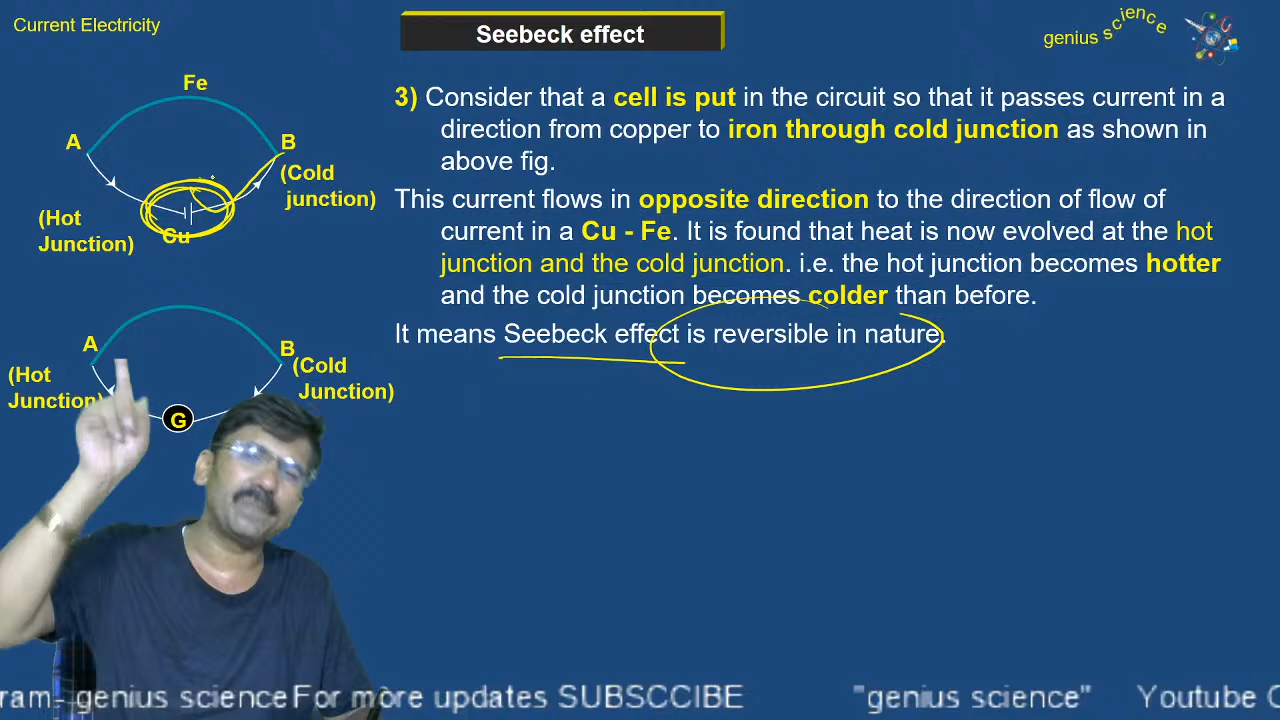 Current Electricity
Seebeck effect
genius science
Fe
A
B
(Cold
junction)
(Hot
Junction)
Cu
3) Consider that a cell is put in the circuit so that it passes current in a
direction from copper to iron through cold junction as shown in
above fig.
This current flows in opposite direction to the direction of flow of
current in a Cu - Fe. It is found that heat is now evolved at the hot
junction and the cold junction. i.e. the hot junction becomes hotter
and the cold junction becomes colder than before.
It means Seebeck effect is reversible in nature.
A
B
(Cold
Junction)
(Hot
Junction)
G
ram- genius science For more updates SUBSCCIBE "genius science" Youtube C